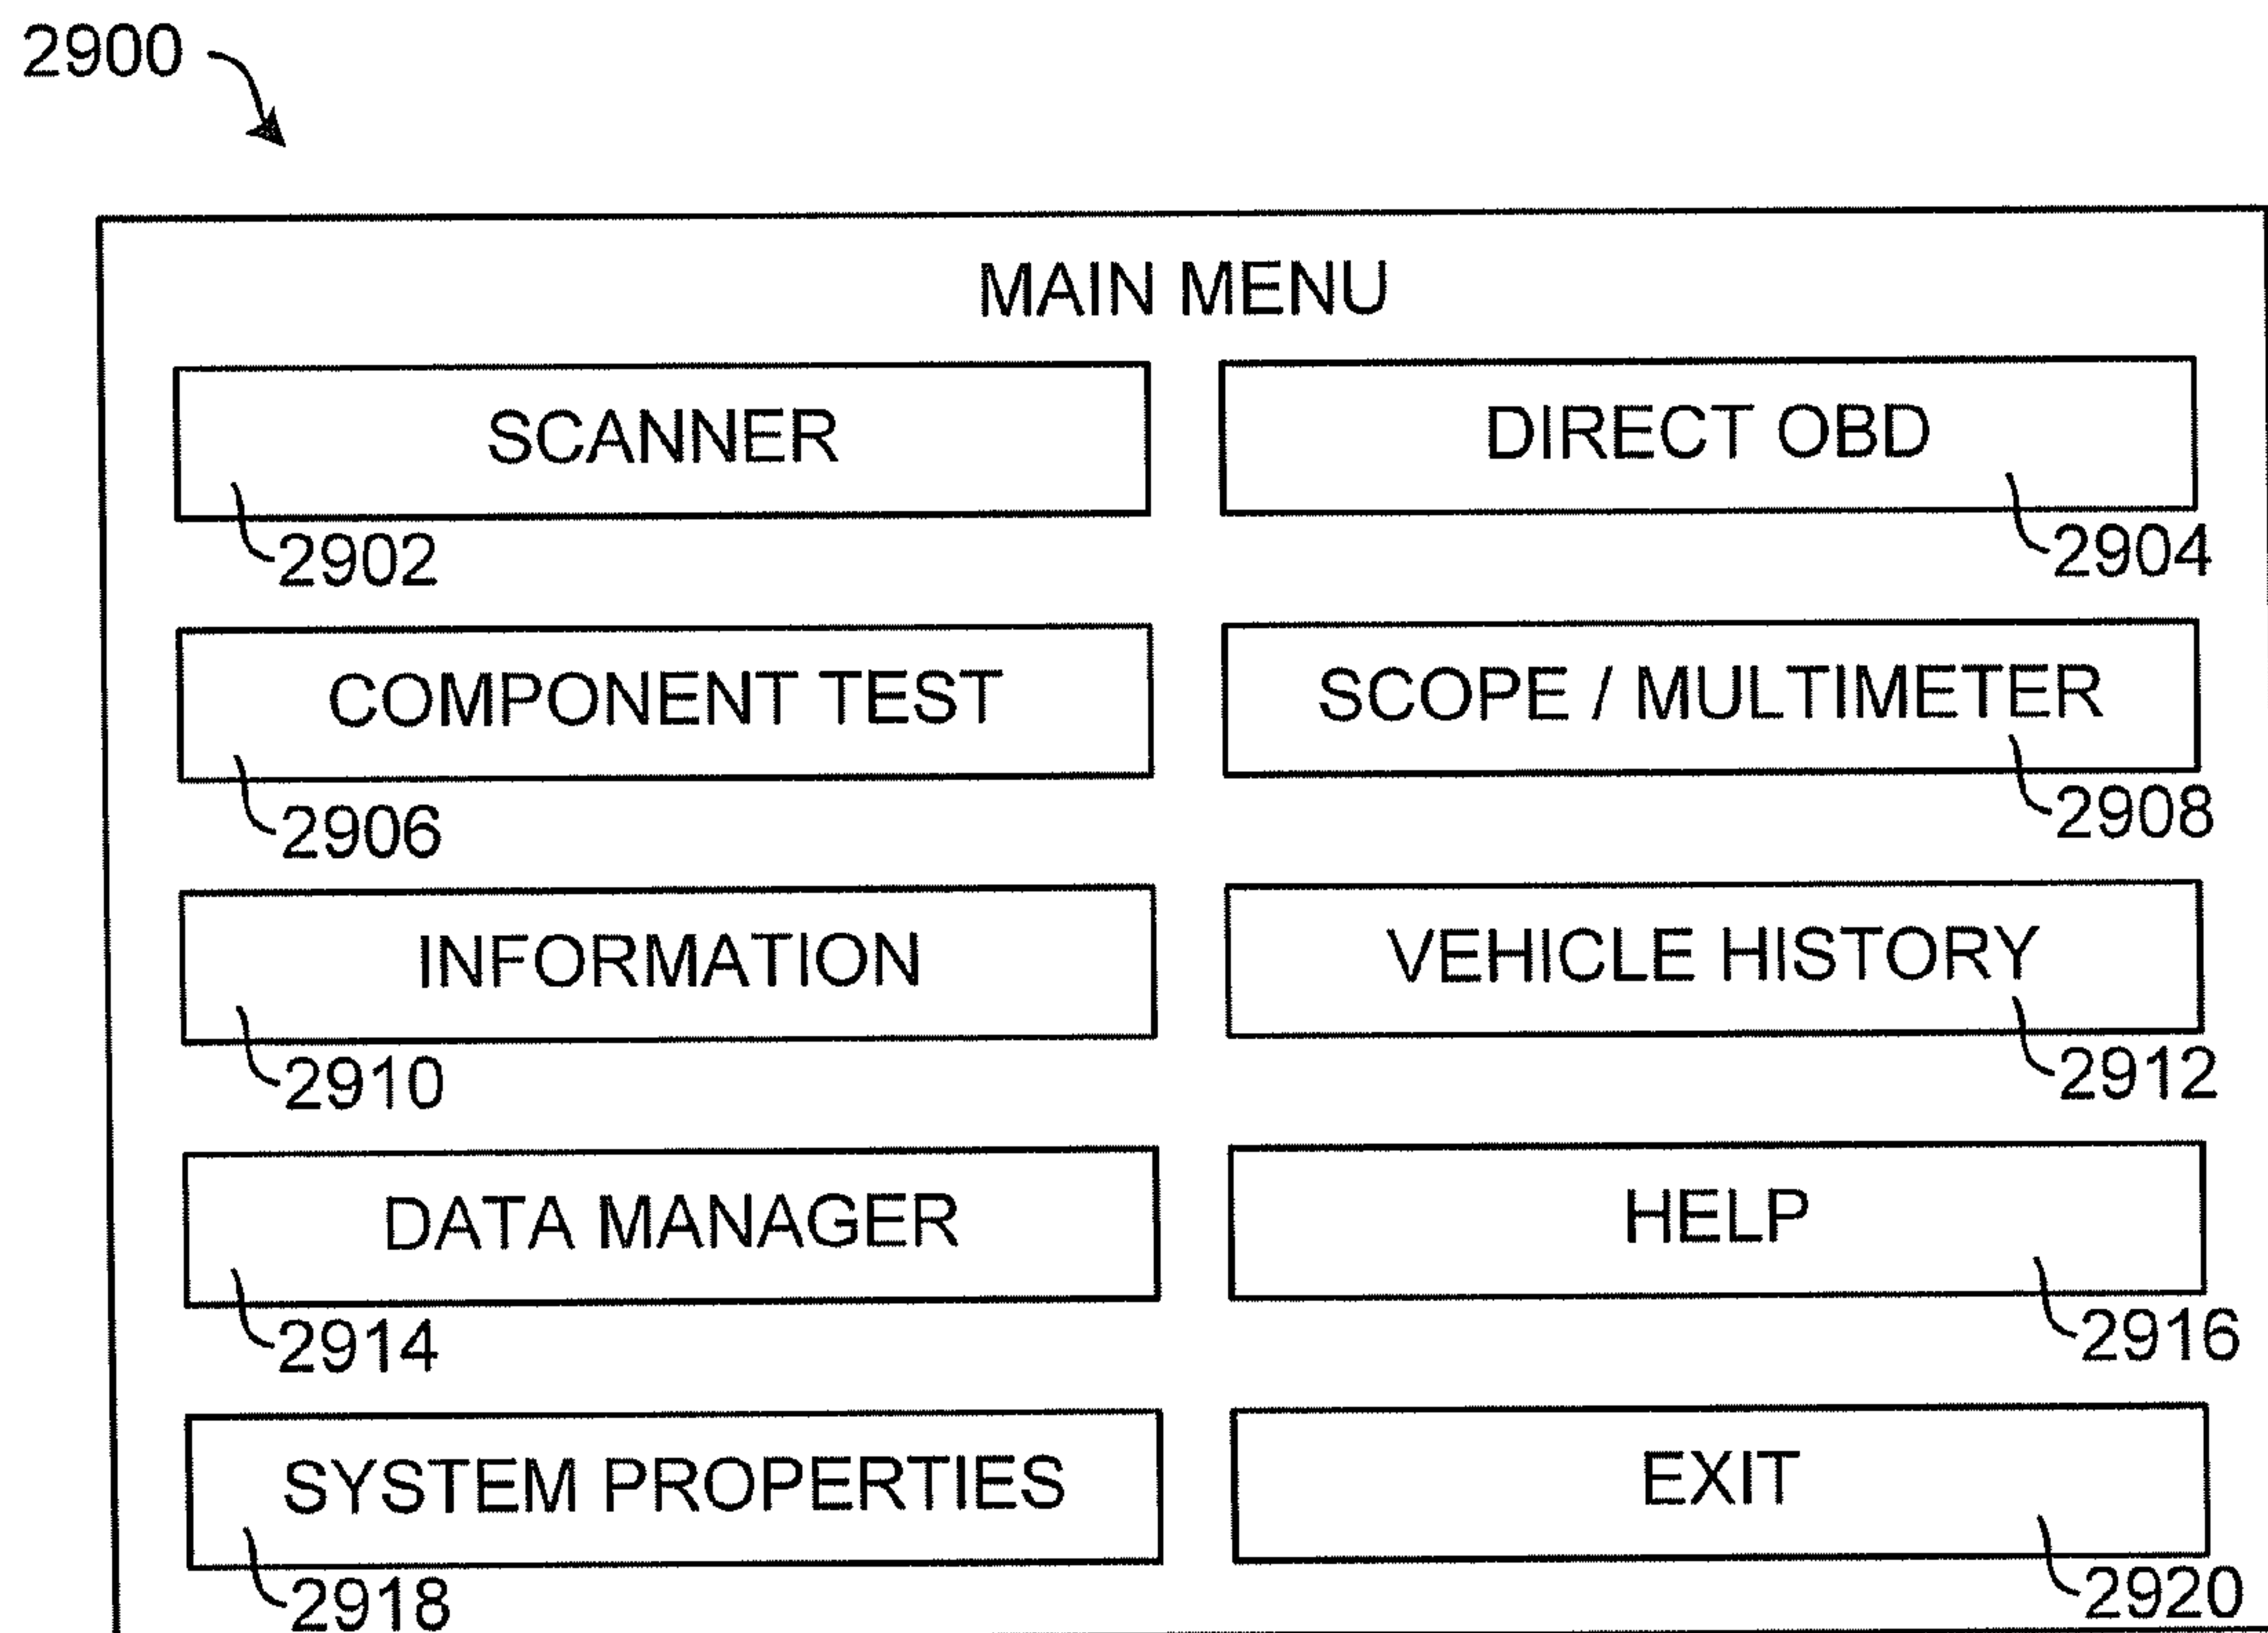 2900
MAIN MENU
SCANNER
DIRECT OBD
2902
2904
COMPONENT TEST
SCOPE / MULTIMETER
2906
2908
INFORMATION
VEHICLE HISTORY
2910
2912
DATA MANAGER
HELP
2914
2916
SYSTEM PROPERTIES
EXIT
2918
2920